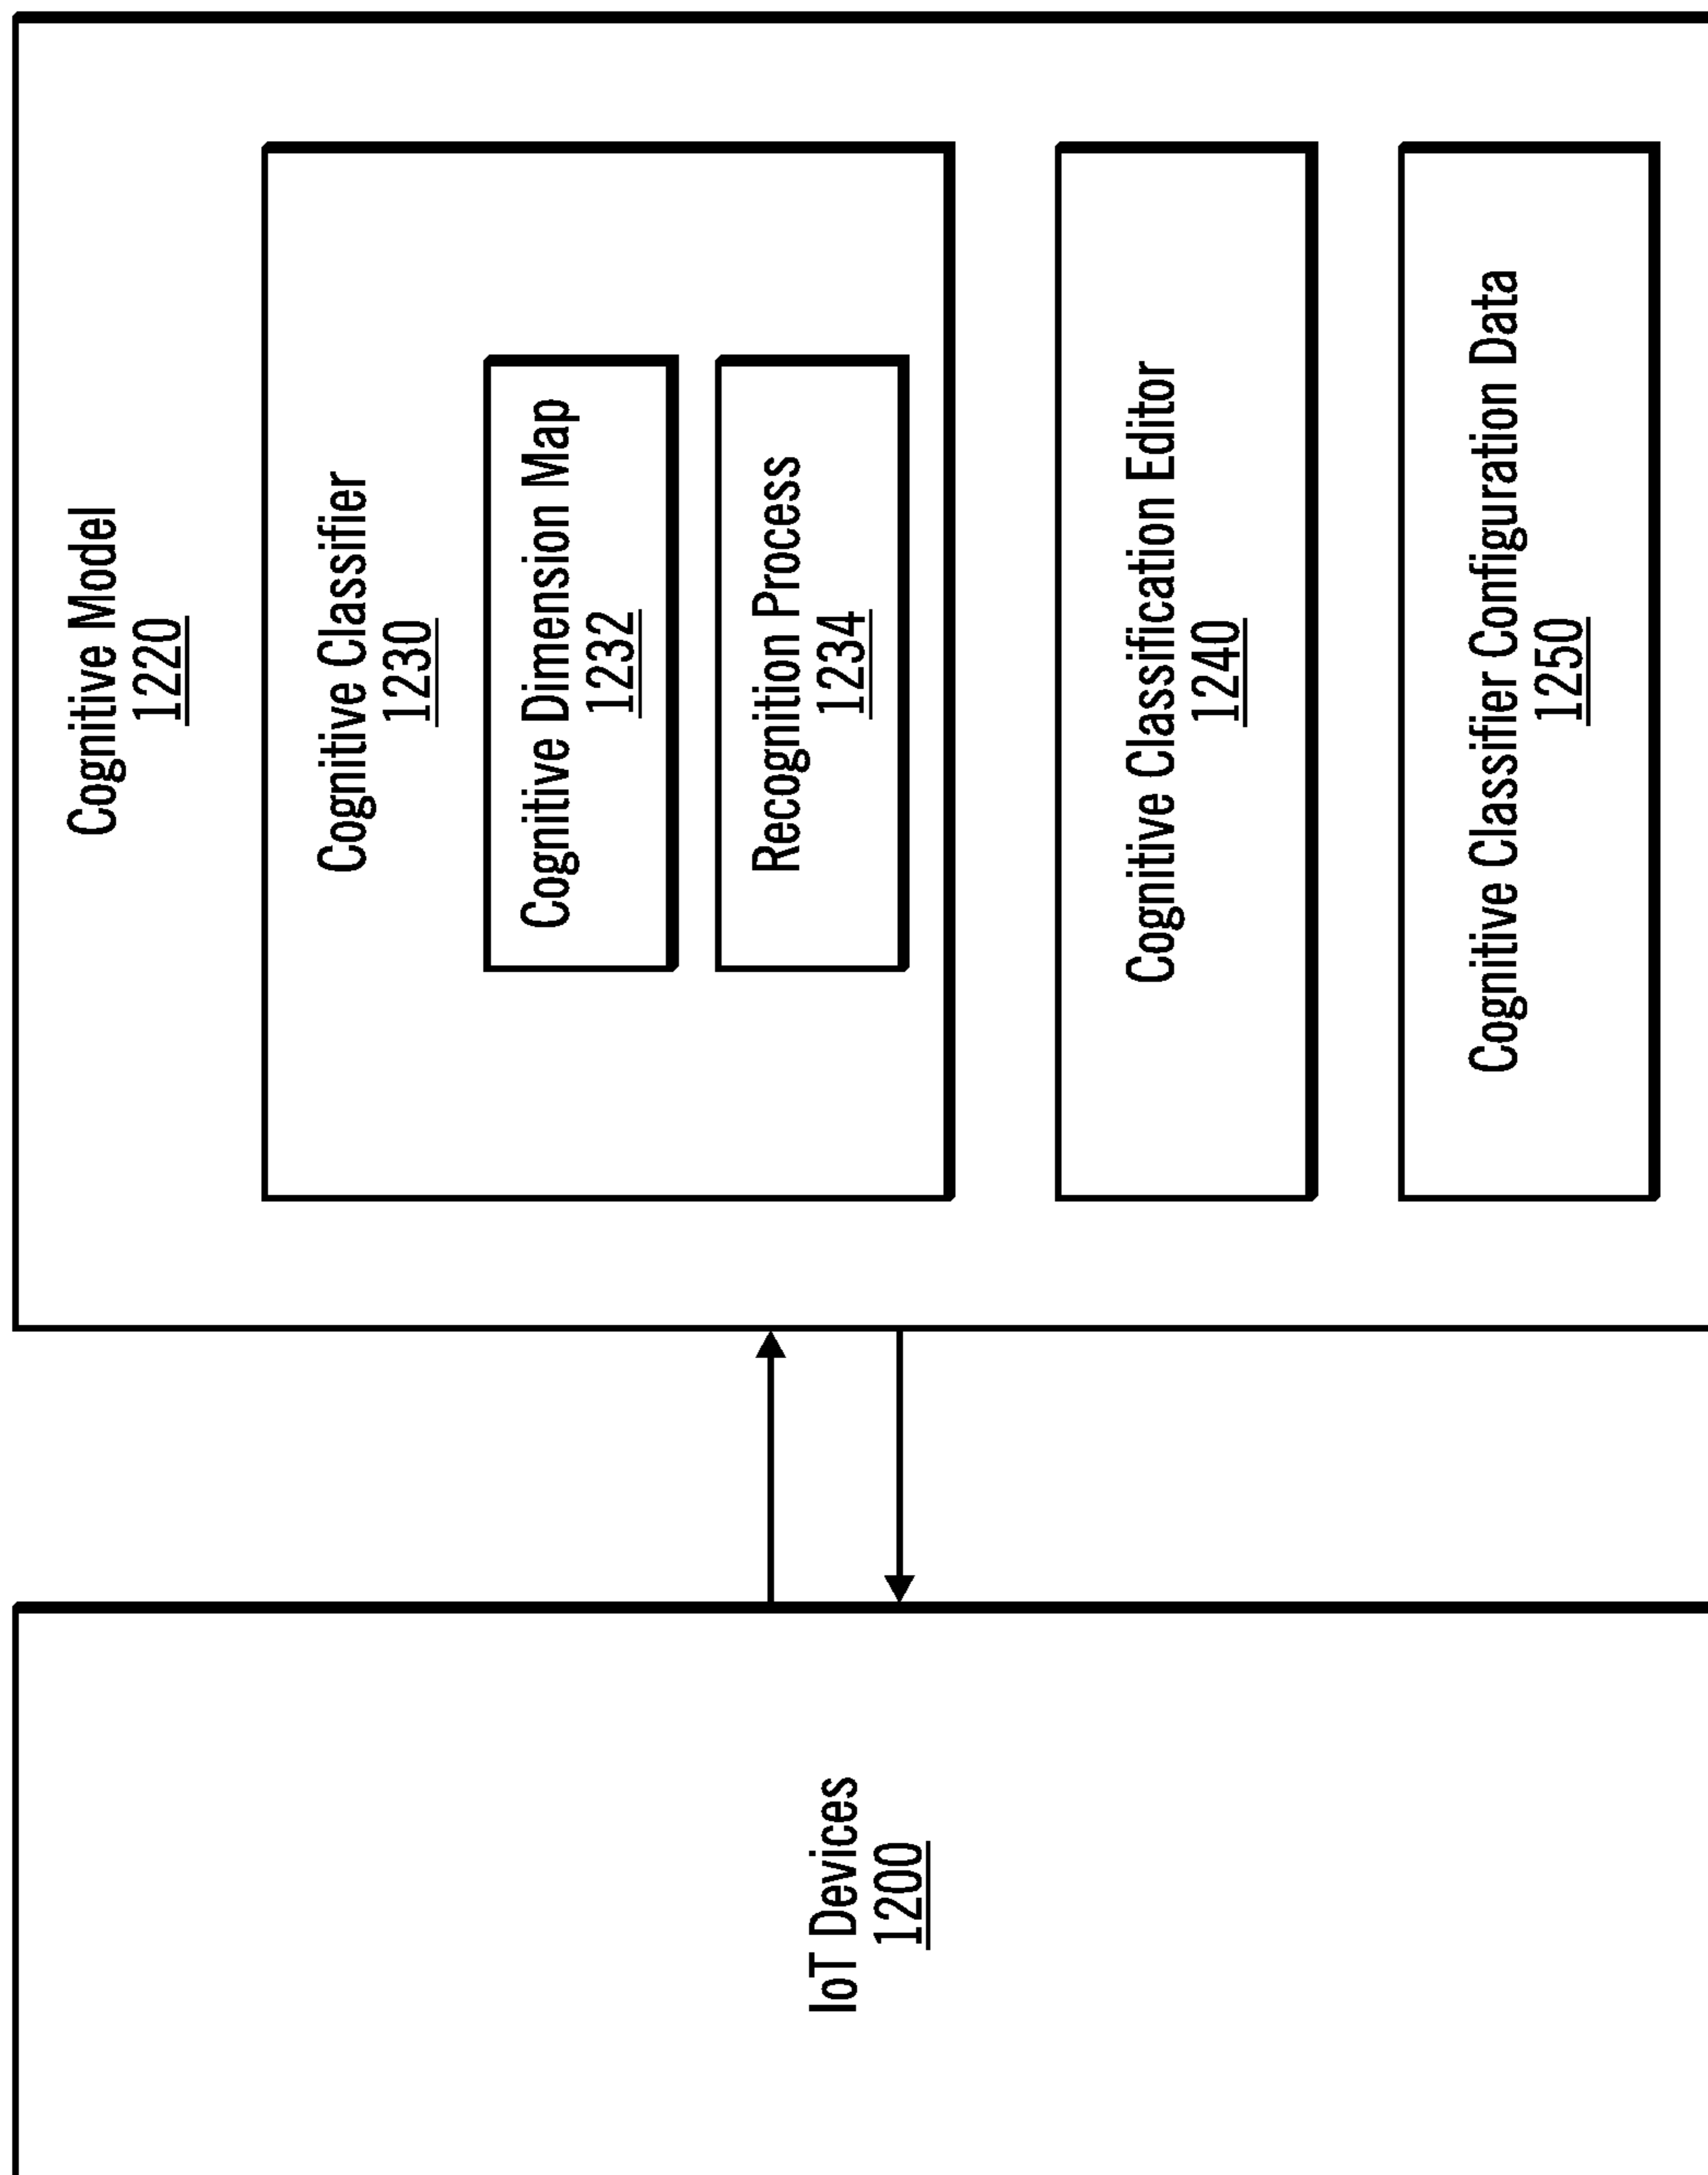 IoT Devices
1200
Cognitive Model
1220
Cognitive Classifier
1230
Cognitive Dimension Map
1232
Recognition Process
1234
Cognitive Classification Editor
1240
Cognitive Classifier Configuration Data
1250